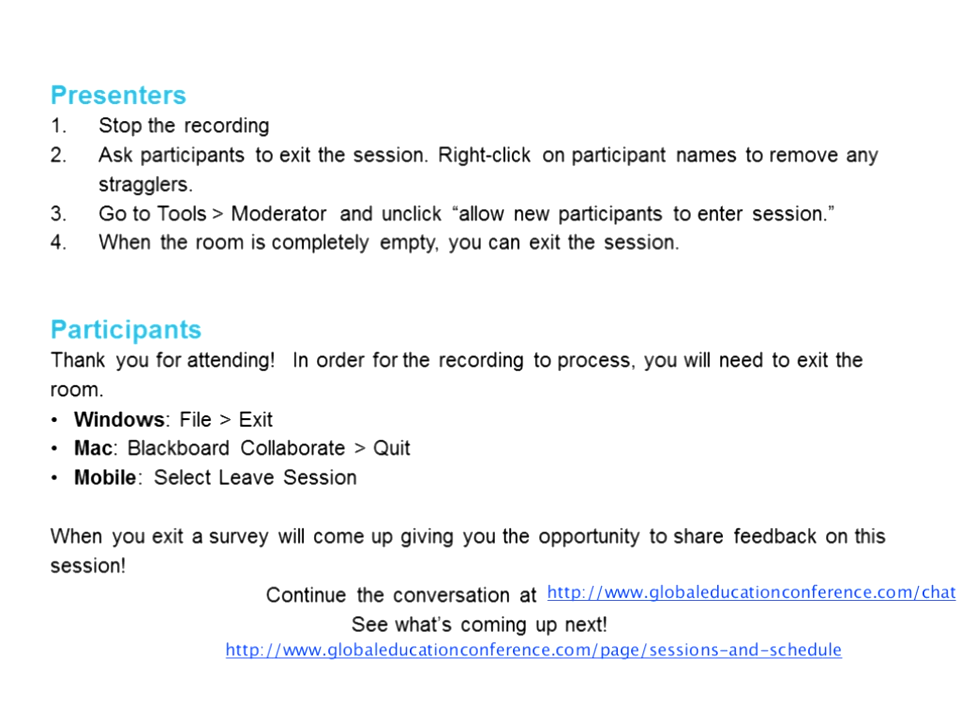 Presenters
1. Stop the recording
2. Ask participants to exit the session. Right-click on participant names to remove any
stragglers.
3. Go to Tools > Moderator and unclick “allow new participants to enter session.”
4. When the room is completely empty, you can exit the session.
Participants
Thank you for attending! In order for the recording to process, you will need to exit the
room.
• Windows: File > Exit
• Mac: Blackboard Collaborate > Quit
• Mobile: Select Leave Session
When you exit a survey will come up giving you the opportunity to share feedback on this
session!
Continue the conversation at http://www.globaleducationconference.com/chat
See what’s coming up next!
http://www.globaleducationconference.com/page/sessions-and-schedule